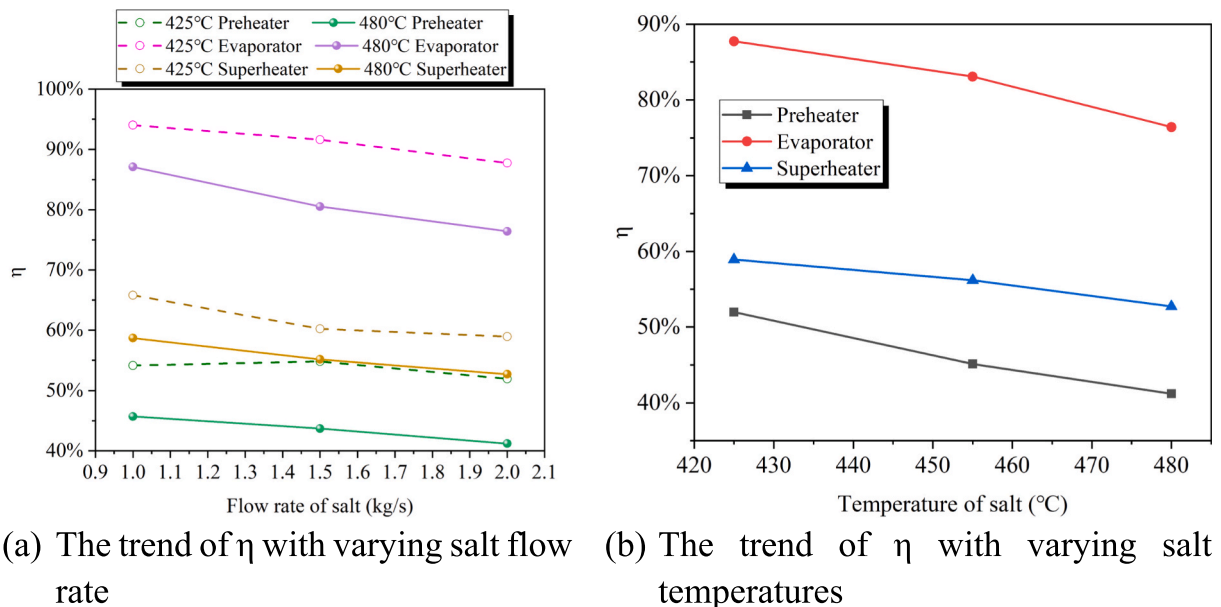 425℃ Preheater 480℃ Preheater
425℃ Evaporator 480℃ Evaporator
425℃ Superheater 480℃ Superheater
100%
90%
80%
70%
60%
50%
40%
η
0.9 1.0 1.1 1.2 1.3 1.4 1.5 1.6 1.7 1.8 1.9 2.0 2.1
Flow rate of salt (kg/s)
(a) The trend of η with varying salt flow
rate
90%
80%
70%
60%
50%
40%
η
Preheater
Evaporator
Superheater
420 430 440 450 460 470 480
Temperature of salt (℃)
(b) The trend of η with varying salt
temperatures